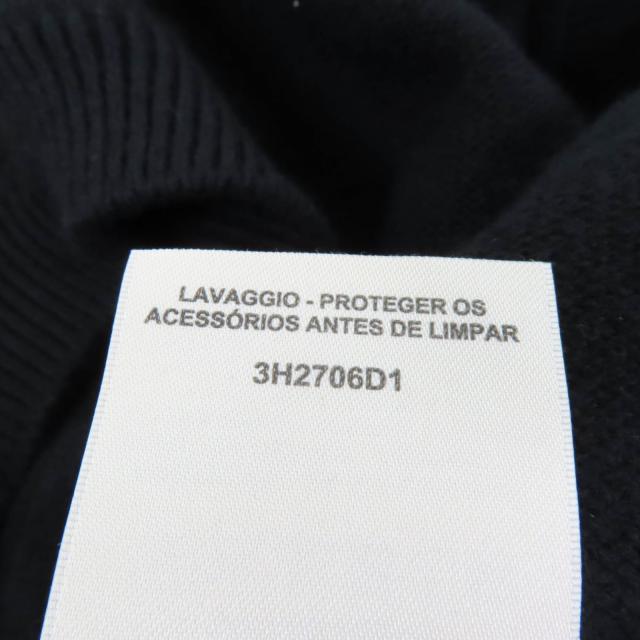 LAVAGGIO - PROTEGER OS
ACESSÓRIOS ANTES DE LIMPAR
3H2706D1